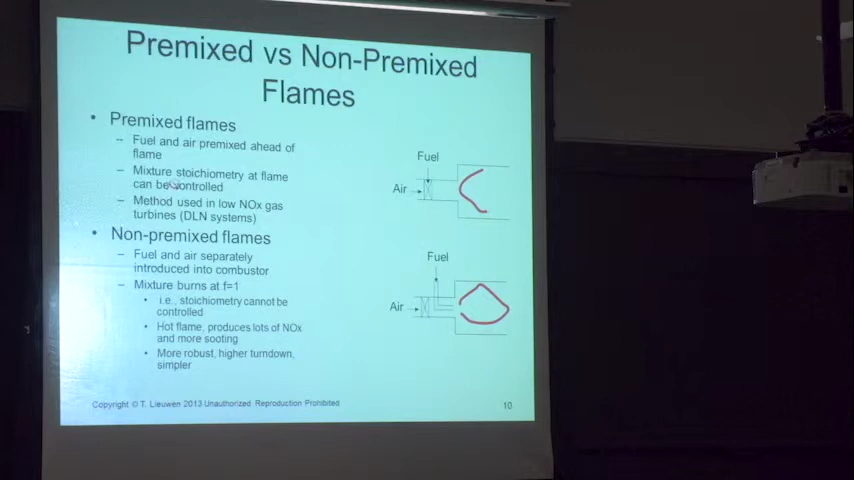 Premixed vs Non-Premixed
Flames
• Premixed flames
– Fuel and air premixed ahead of
flame
– Mixture stoichiometry at flame
can be controlled
– Method used in low NOx gas
turbines (DLN systems)
• Non-premixed flames
– Fuel and air separately
introduced into combustor
– Mixture burns at f=1
• i.e., stoichiometry cannot be
controlled
• Hot flame, produces lots of NOx
and more sooting
• More robust, higher turndown,
simpler
Fuel
Air
Fuel
Air
Copyright © T. Lieuwen 2013 Unauthorized Reproduction Prohibited
10